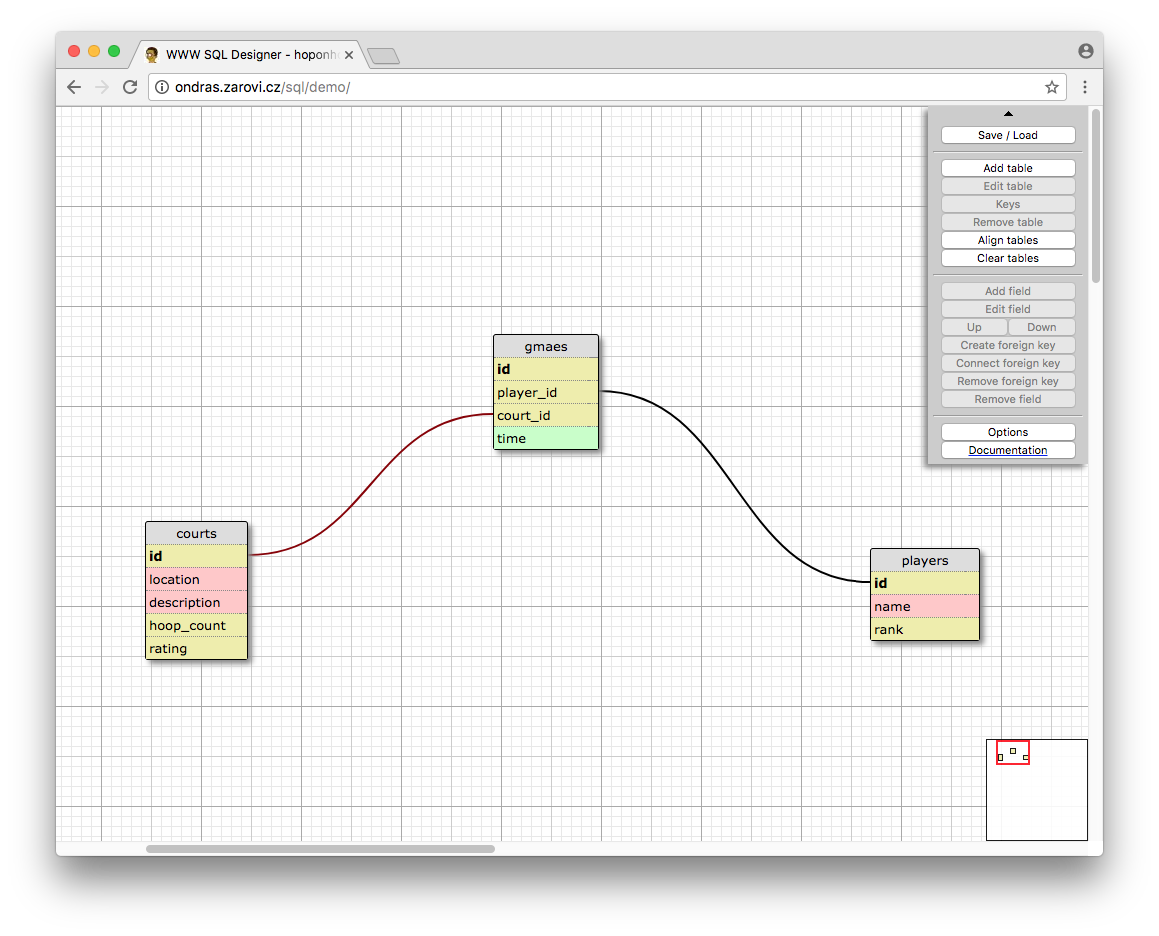 WWW SQL Designer - hoponh
ondras.zarovi.cz/sql/demo/
Save / Load
Add table
Edit table
Keys
Remove table
Align tables
Clear tables
Add field
Edit field
Up Down
Create foreign key
Connect foreign key
Remove foreign key
Remove field
Options
Documentation
gmaes
id
player_id
court_id
time
courts
id
location
description
hoop_count
rating
players
id
name
rank